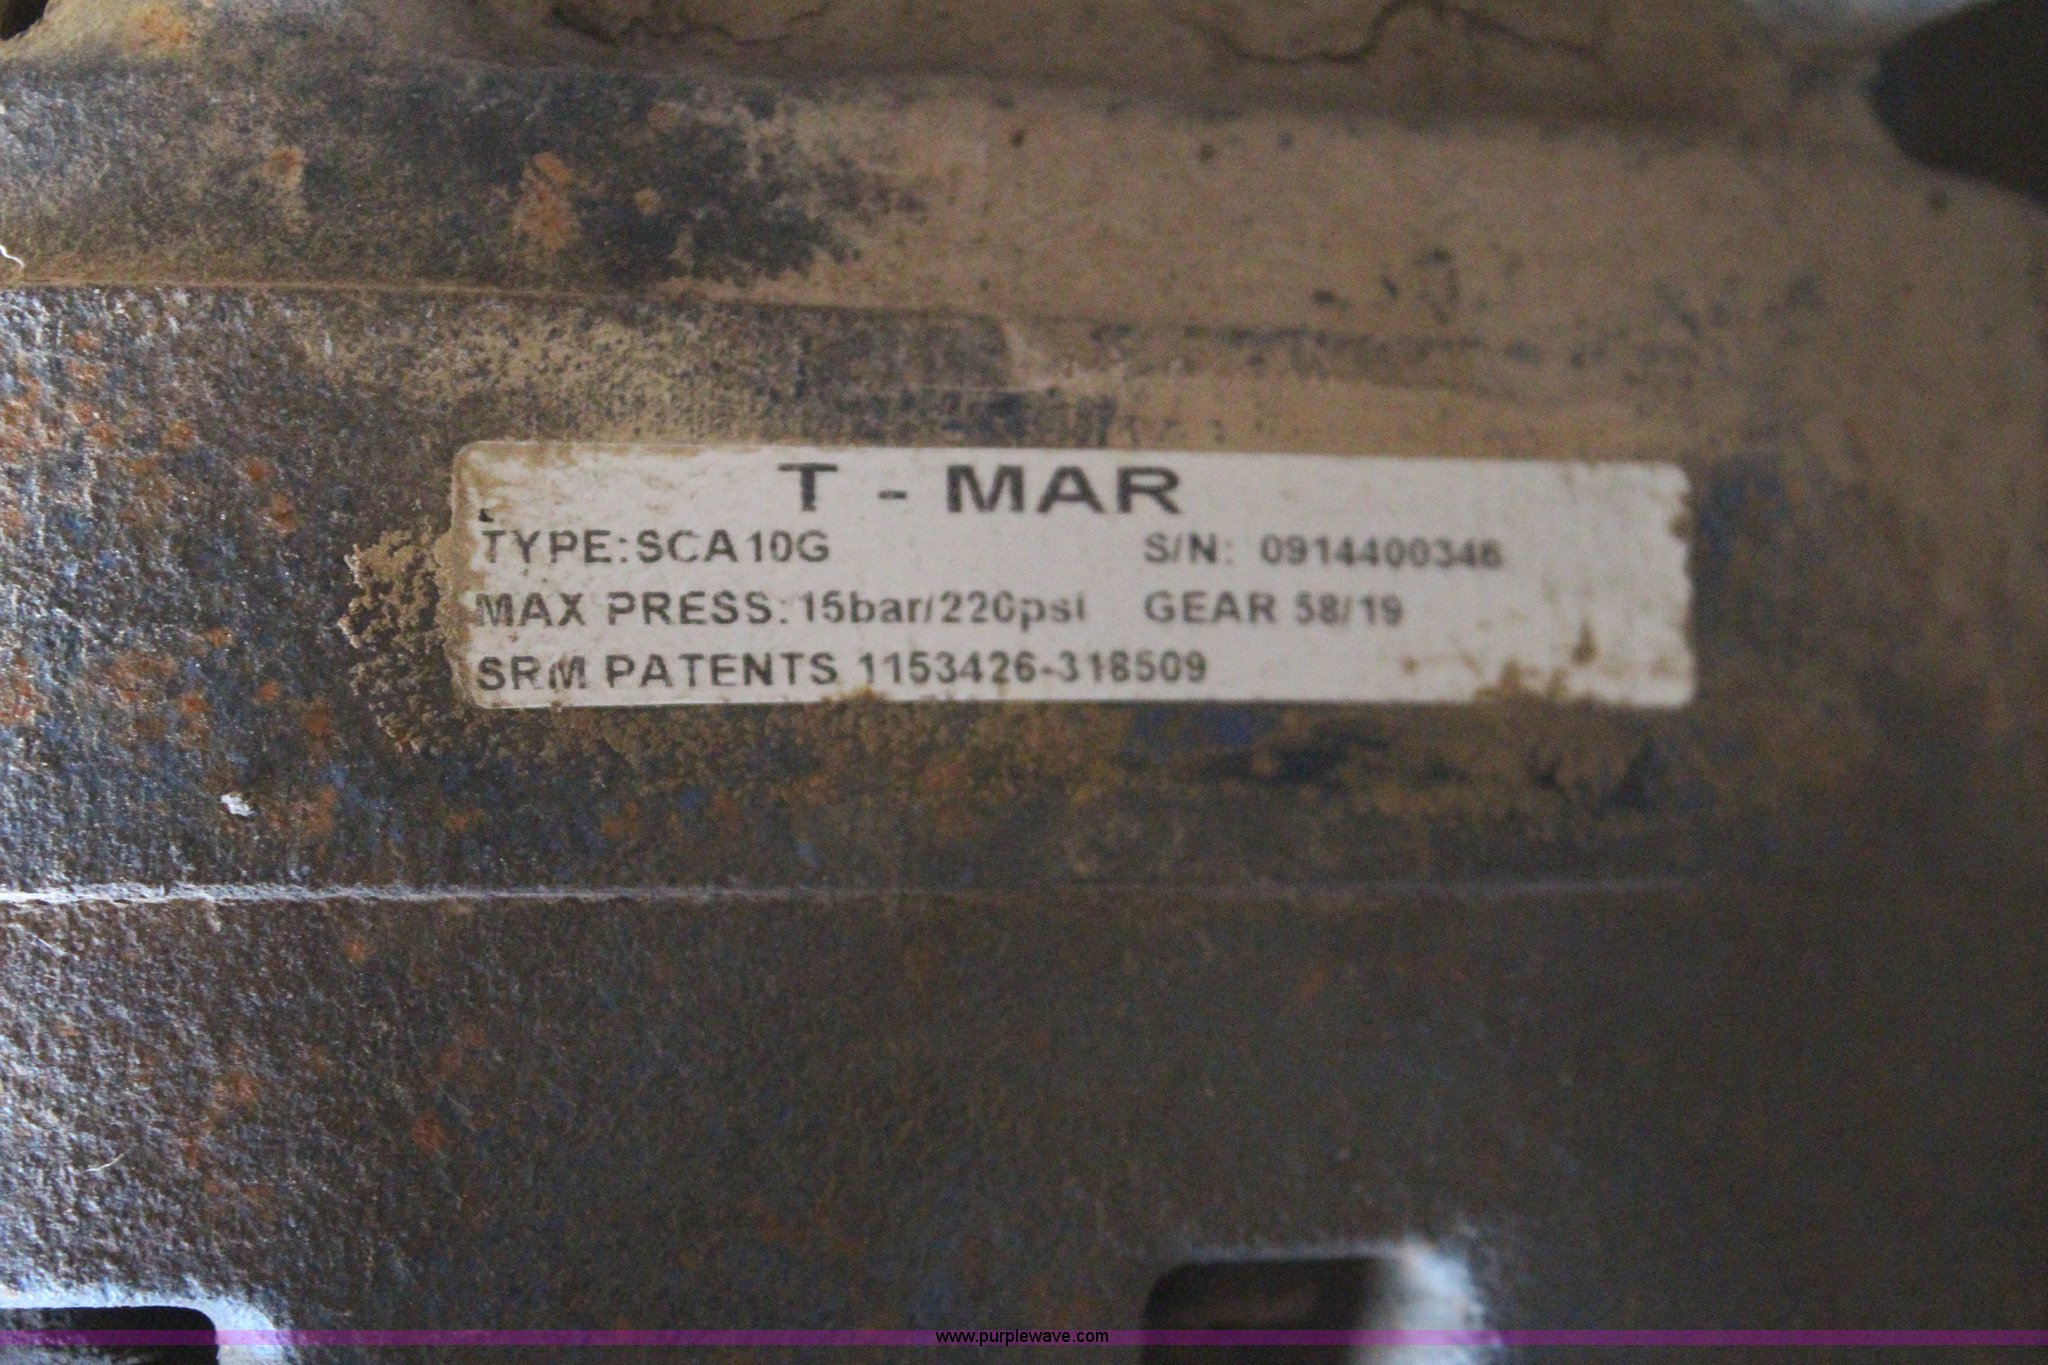 T - MAR
TYPE:SCA10G S/N: 0914400346
MAX PRESS: 15bar/220psi GEAR 58/19
SRM PATENTS 1153426-318509
www.purplewave.com